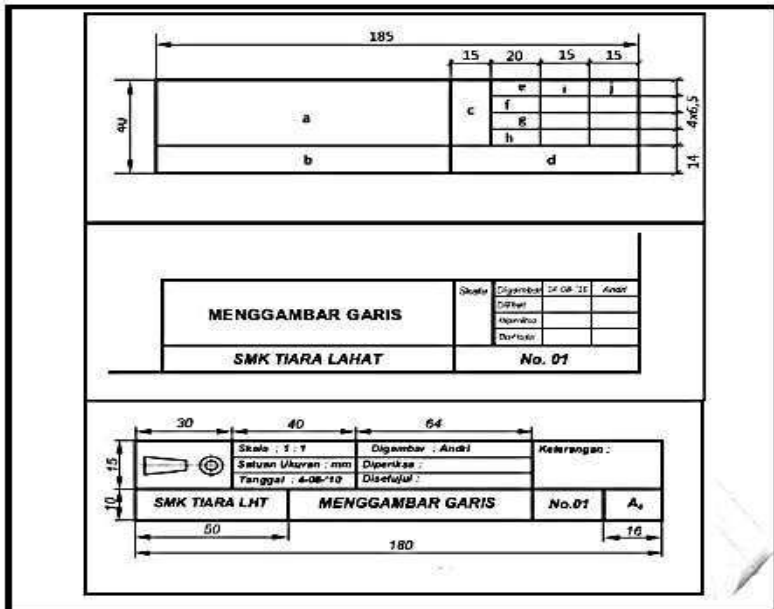 185
15 20 15 15
e i j
f
a c
g
h
b d
40
4x6,5
14
Skala Digambar Andri
MENGGAMBAR GARIS
SMK TIARA LAHAT No. 01
30 40 64
Skala : 1 : 1 Digambar : Andri Keterangan :
Satuan Ukuran : mm Diperiksa :
Tanggal : 4-08-'10 Disetujui :
15
10
SMK TIARA LHT MENGGAMBAR GARIS No.01 A4
50 16
180